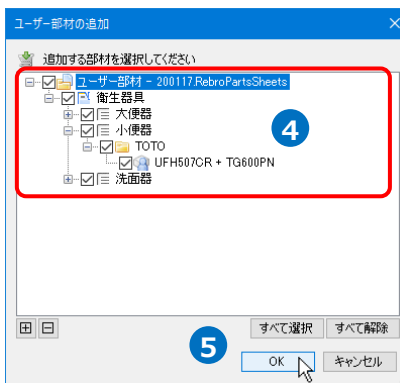 ユーザー部材の追加
追加する部材を選択してください
ユーザー部材 - 200117.RebroPartsSheets
衛生器具
大便器
小便器
4
TOTO
UFH507CR + TG600PN
洗面器
すべて選択 すべて解除
5
OK キャンセル